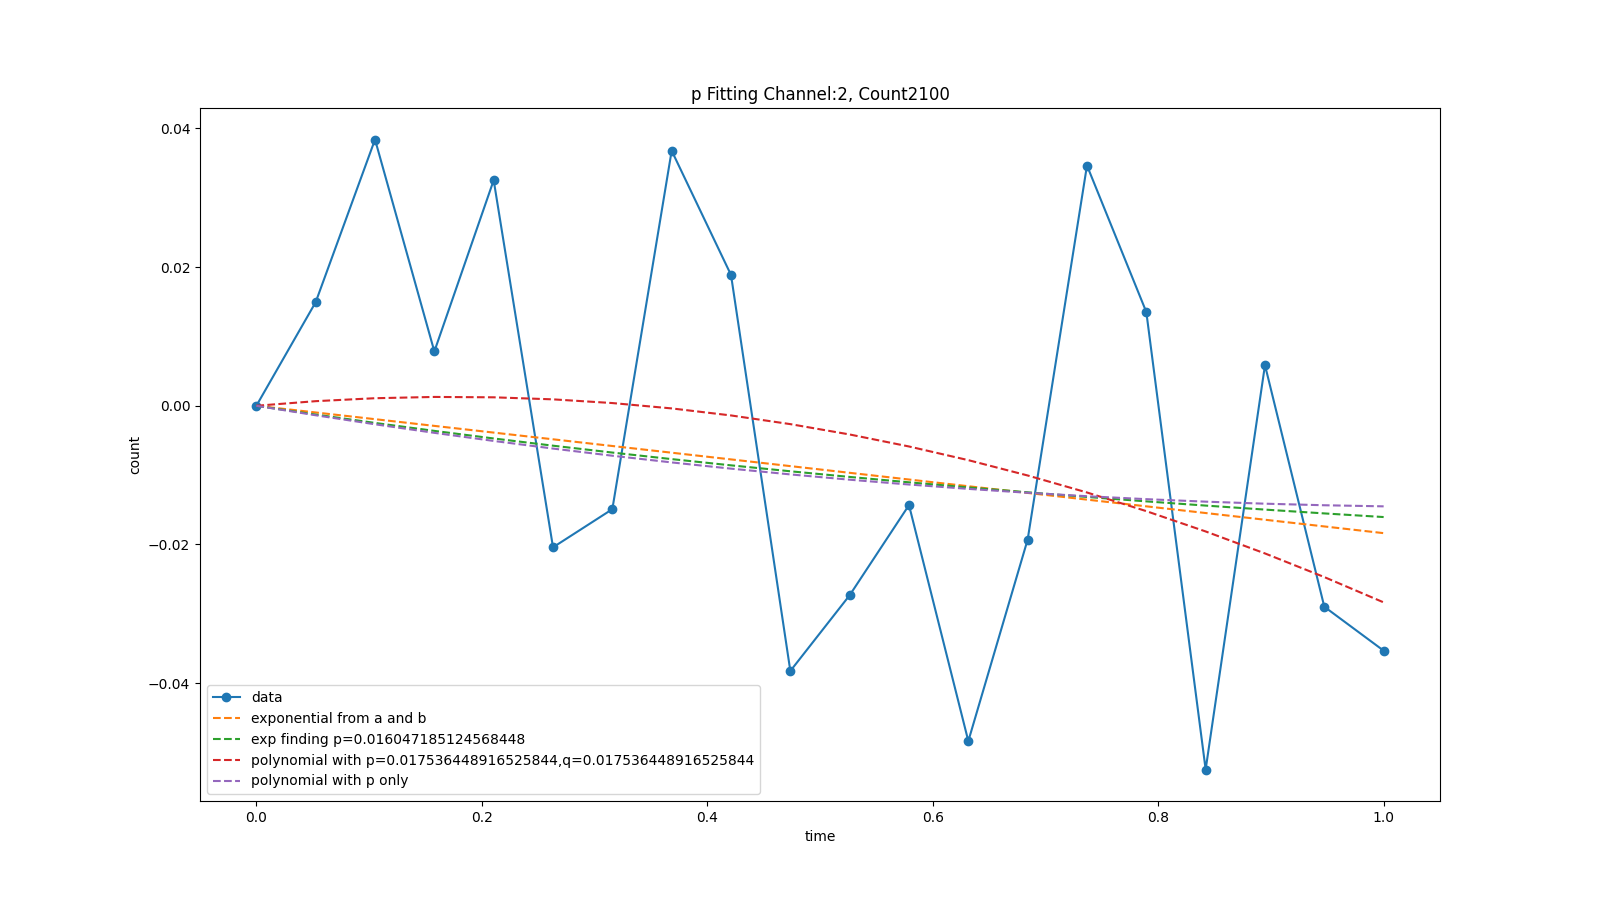 p Fitting Channel:2, Count2100
0.04
0.02
0.00
−0.02
−0.04
count
data
exponential from a and b
exp finding p=0.016047185124568448
polynomial with p=0.017536448916525844,q=0.017536448916525844
polynomial with p only
0.0 0.2 0.4 0.6 0.8 1.0
time